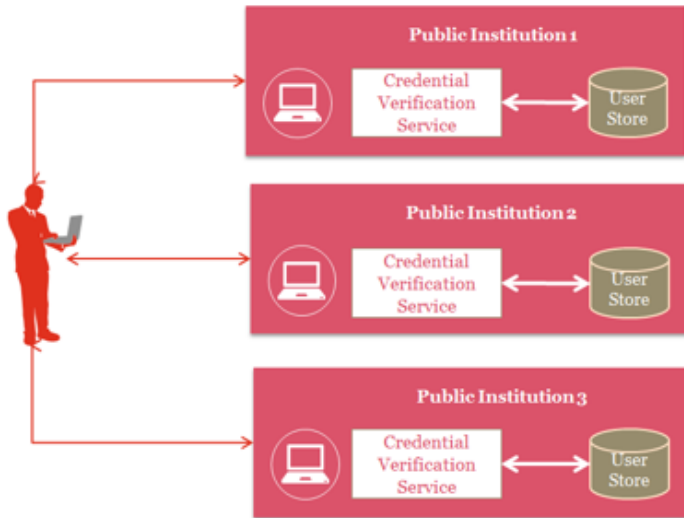 Public Institution 1
Credential
Verification
Service
User
Store
Public Institution 2
Credential
Verification
Service
User
Store
Public Institution 3
Credential
Verification
Service
User
Store